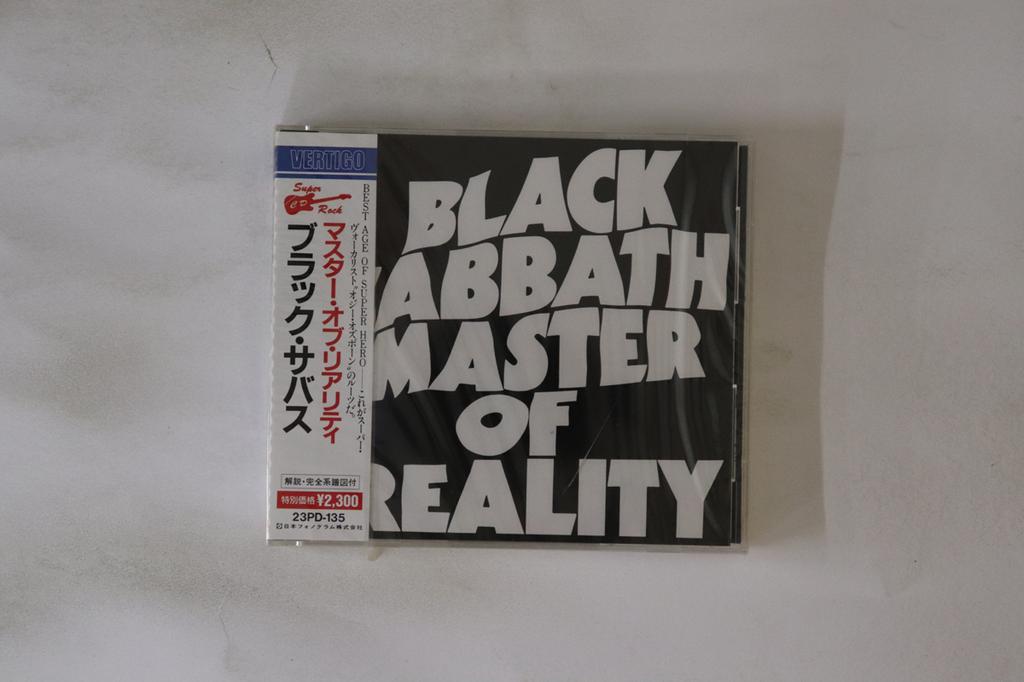 VERTIGO
Super
CD
Rock
BEST AGE OF SUPER HERO——これがスーパー・
ヴォーカリスト“オジー・オズボーン”のルーツだ。
マスター・オブ・リアリティ
ブラック・サバス
解説・完全系譜図付
特別価格 ¥2,300
23PD-135
日本フォノグラム株式会社
BLACK
ABBATH
MASTER
OF
REALITY